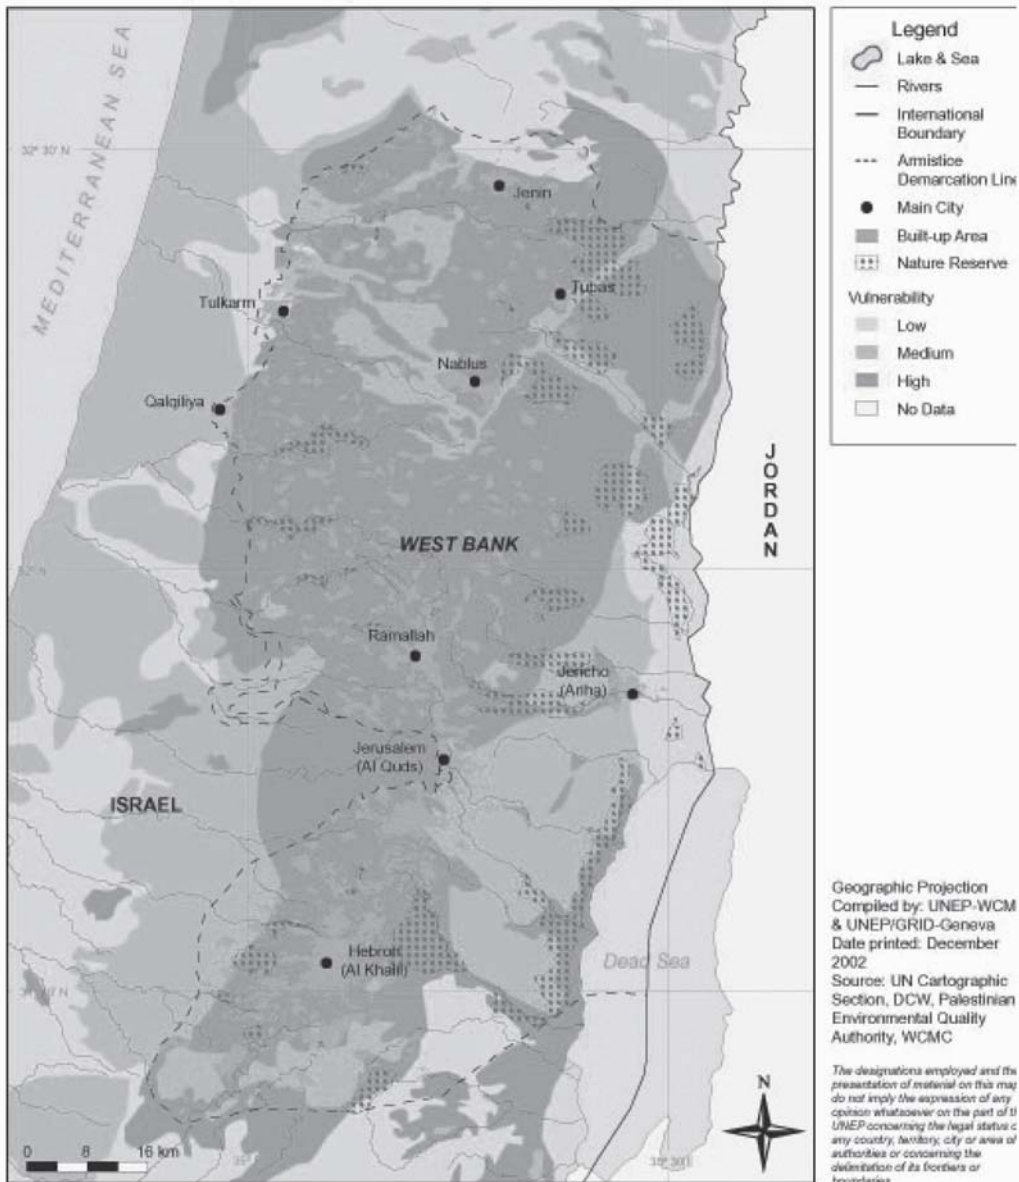 MEDITERRANEAN SEA
32° 30' N
Jenin
Tulkarm
Tubas
Nablus
Qalqiliya
WEST BANK
JORDAN
Ramallah
Jericho
(Ariha)
Jerusalem
(Al Quds)
ISRAEL
Hebron
(Al Khalil)
Dead Sea
0 8 16 km
35° 30'
N
Legend
Lake & Sea
Rivers
International
Boundary
Armistice
Demarcation Line
Main City
Built-up Area
Nature Reserve
Vulnerability
Low
Medium
High
No Data
Geographic Projection
Compiled by: UNEP-WCM
& UNEP/GRID-Geneva
Date printed: December
2002
Source: UN Cartographic
Section, DCW, Palestinian
Environmental Quality
Authority, WCMC
The designations employed and the
presentation of material on this map
do not imply the expression of any
opinion whatsoever on the part of
UNEP concerning the legal status
any country, territory, city or area of
authorities or concerning the
delimitation of its frontiers or
boundaries